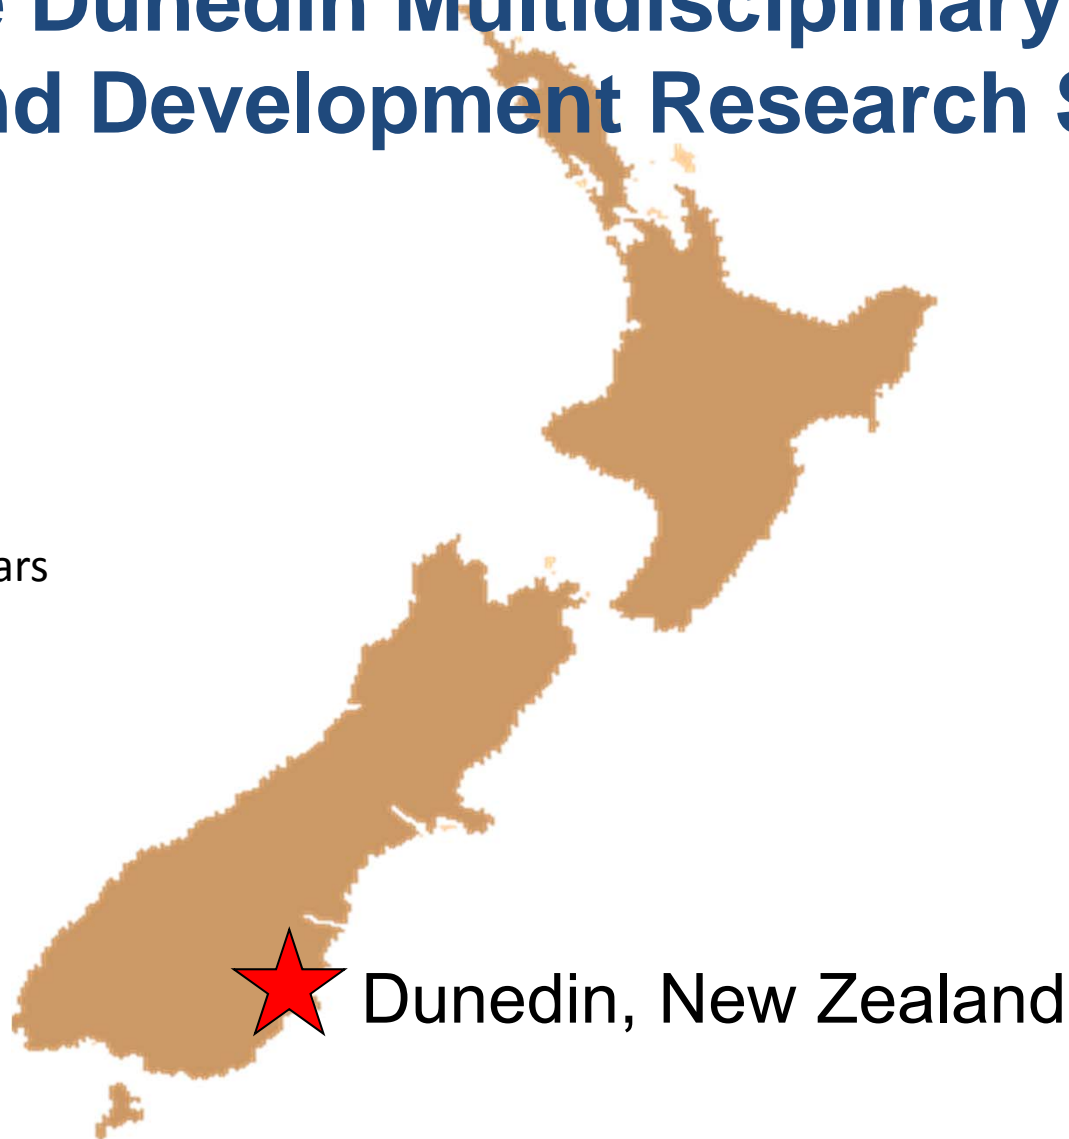 e Dunedin Multidisciplinary
nd Development Research S
ars
Dunedin, New Zealand